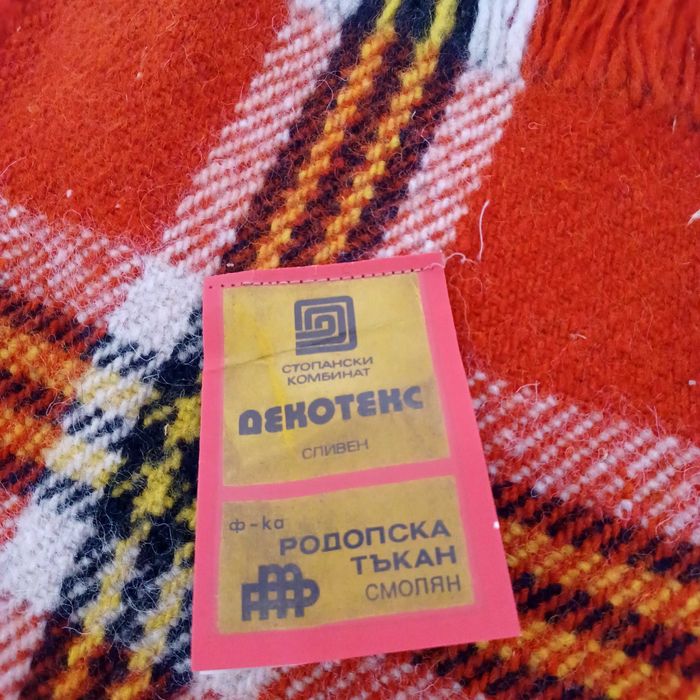 СТОПАНСКИ
КОМБИНАТ
ДЕКОТЕКС
СЛИВЕН
ф-ка
РОДОПСКА
ТЪКАН
СМОЛЯН